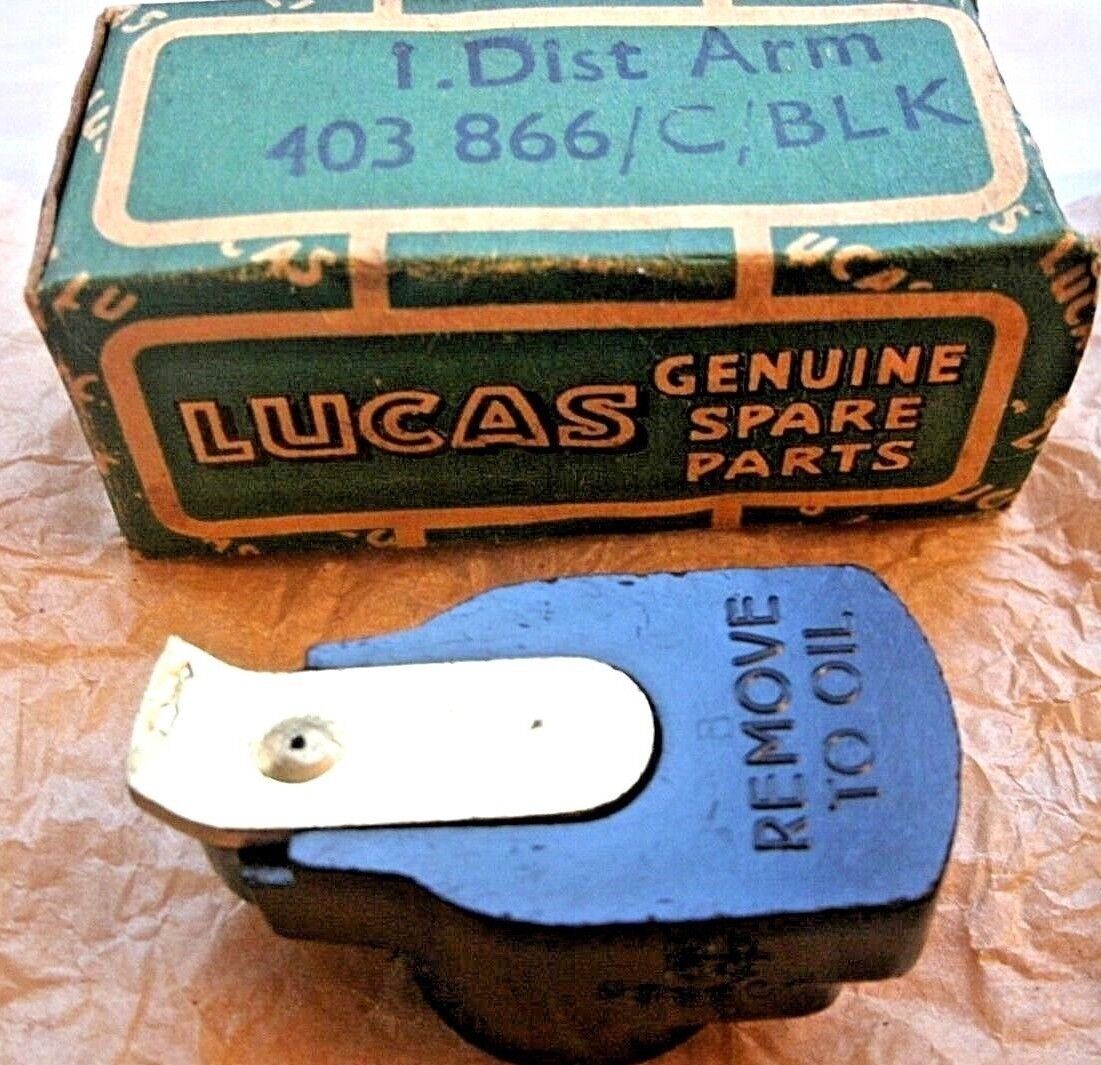 1. Dist Arm
403 866/C/BLK
LUCAS
GENUINE
SPARE
PARTS
REMOVE
TO OIL